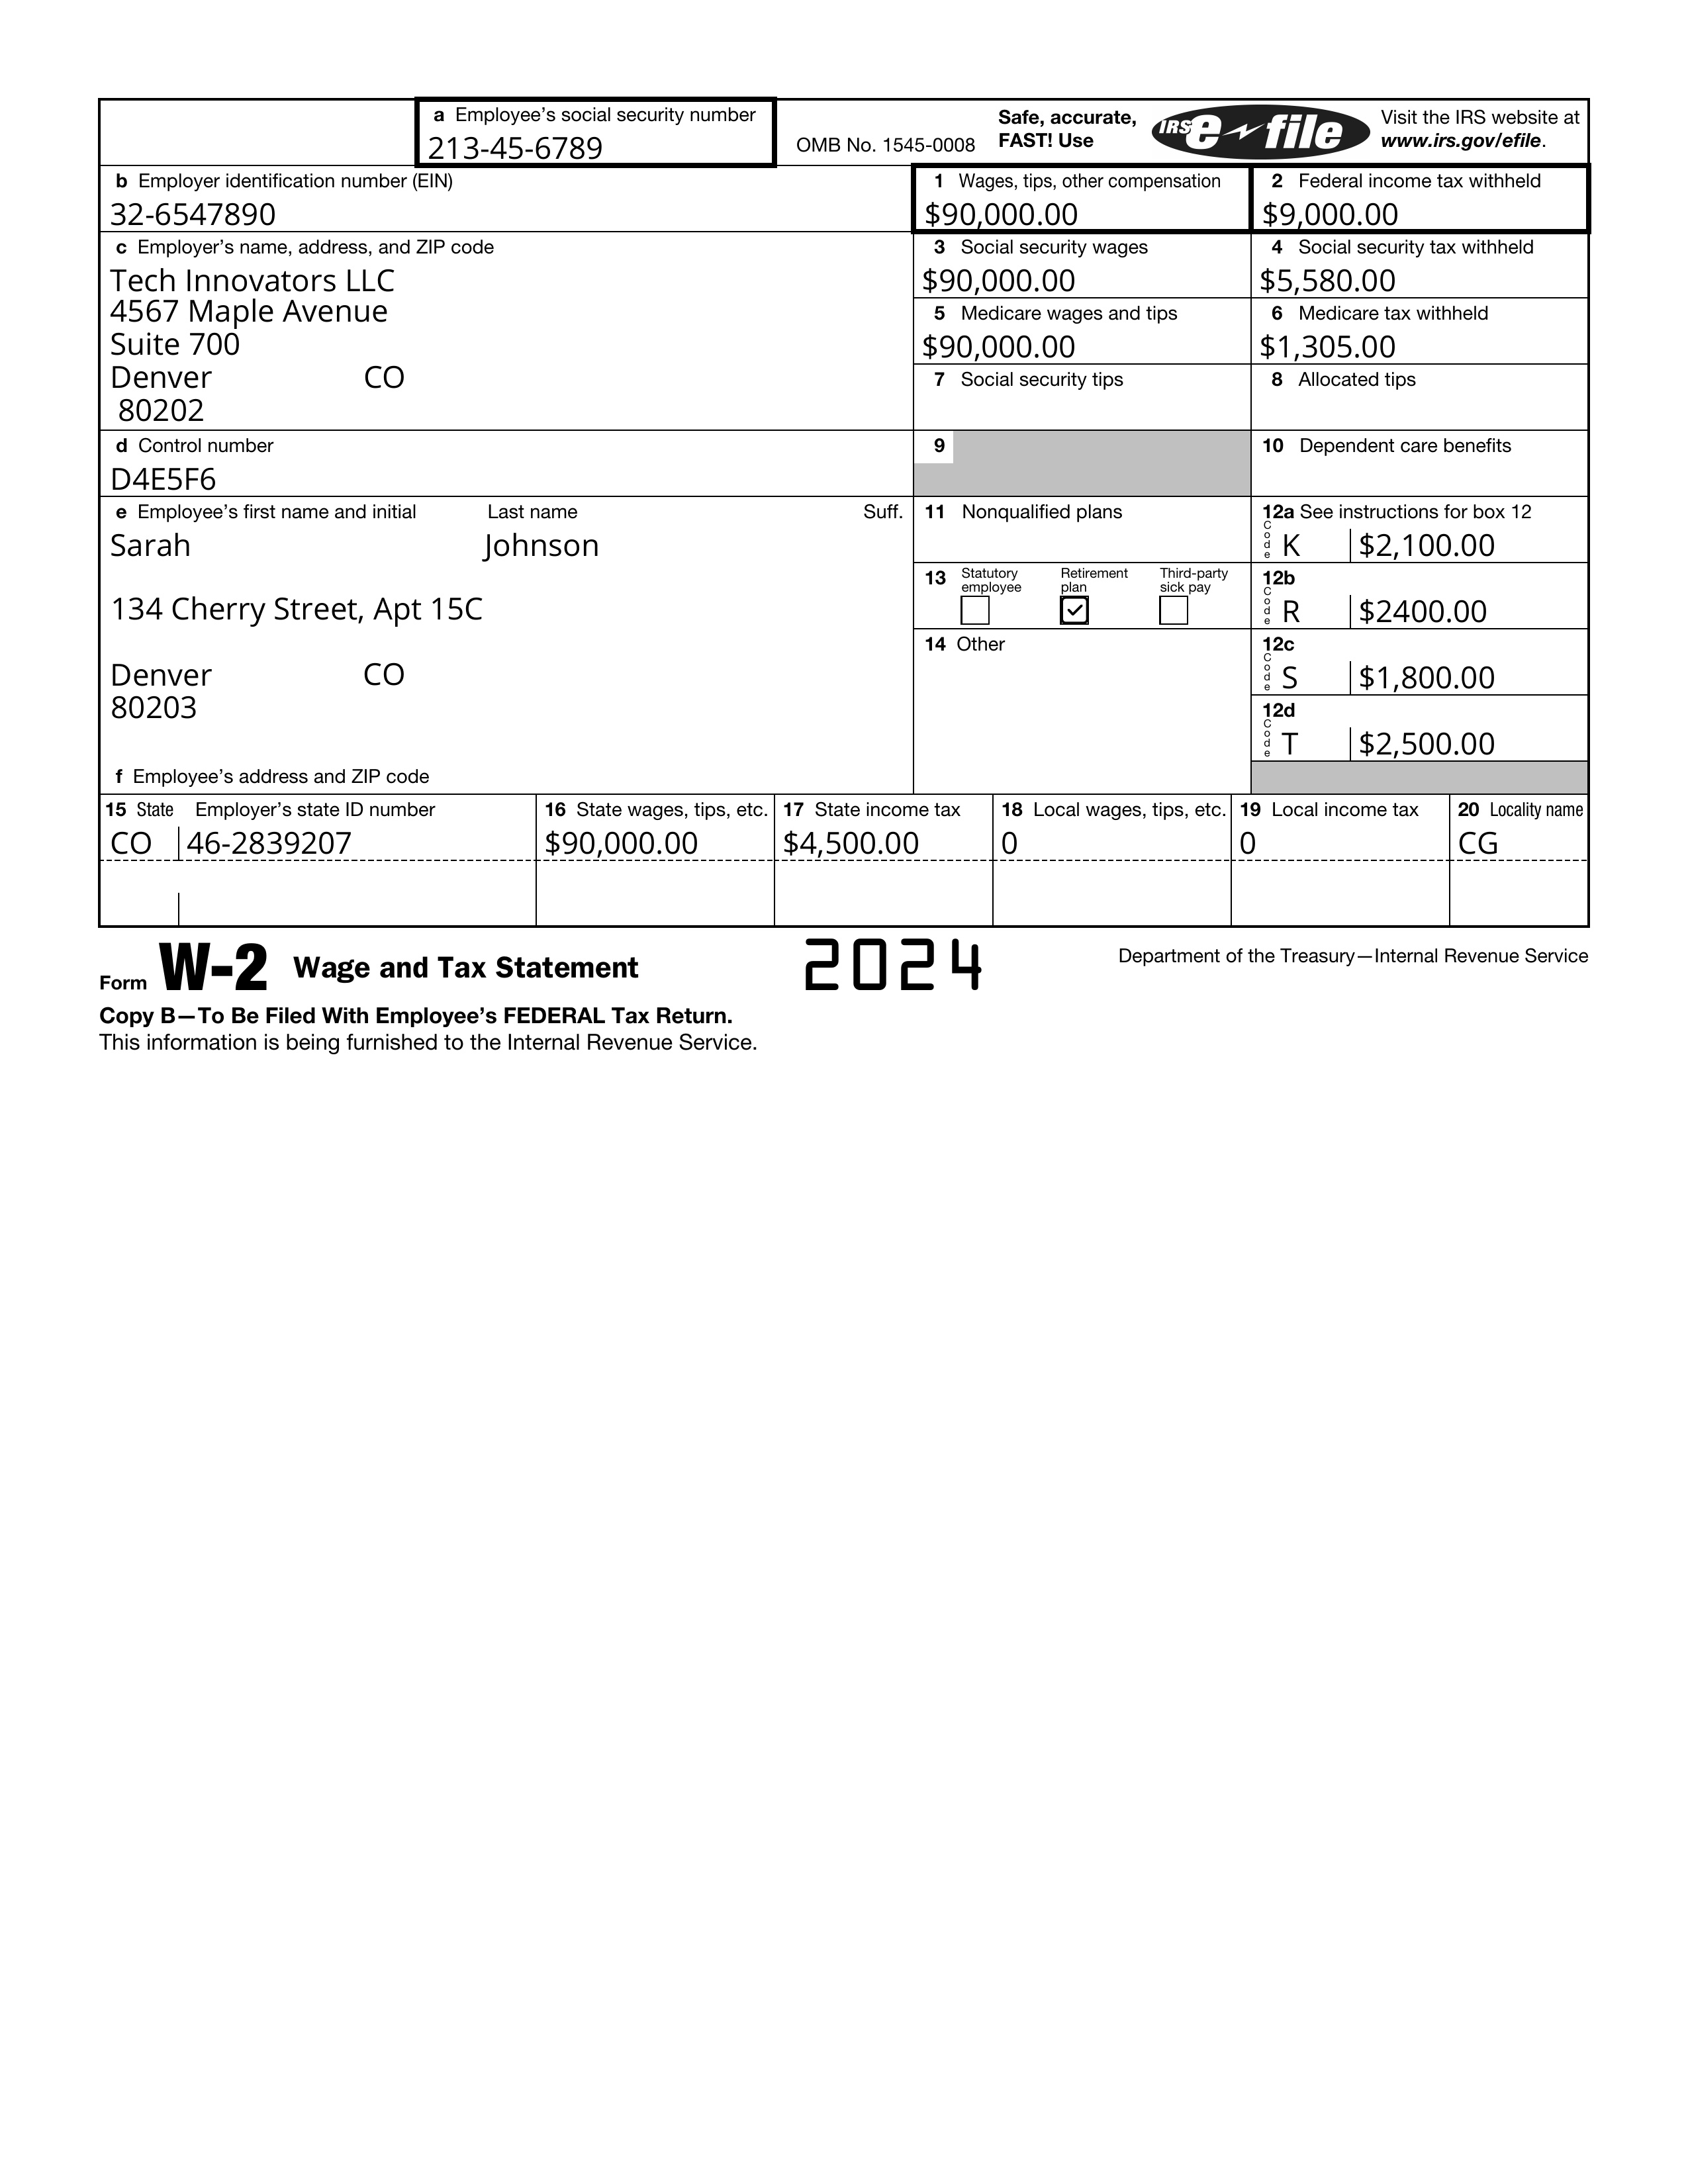 a Employee's social security number
213-45-6789
OMB No. 1545-0008
Safe, accurate,
FAST! Use
IRS e-file
Visit the IRS website at
www.irs.gov/efile.
b Employer identification number (EIN)
32-6547890
1 Wages, tips, other compensation
$90,000.00
2 Federal income tax withheld
$9,000.00
c Employer's name, address, and ZIP code
Tech Innovators LLC
4567 Maple Avenue
Suite 700
Denver CO
80202
3 Social security wages
$90,000.00
4 Social security tax withheld
$5,580.00
5 Medicare wages and tips
$90,000.00
6 Medicare tax withheld
$1,305.00
7 Social security tips
8 Allocated tips
d Control number
D4E5F6
9
10 Dependent care benefits
e Employee's first name and initial Last name Suff.
Sarah Johnson
134 Cherry Street, Apt 15C
Denver CO
80203
f Employee's address and ZIP code
11 Nonqualified plans
12a See instructions for box 12
Code K $2,100.00
13 Statutory employee Retirement plan Third-party sick pay
12b
Code R $2400.00
14 Other
12c
Code S $1,800.00
12d
Code T $2,500.00
15 State Employer's state ID number 16 State wages, tips, etc. 17 State income tax 18 Local wages, tips, etc. 19 Local income tax 20 Locality name
CO 46-2839207 $90,000.00 $4,500.00 0 0 CG
Form W-2 Wage and Tax Statement 2024 Department of the Treasury—Internal Revenue Service
Copy B—To Be Filed With Employee's FEDERAL Tax Return.
This information is being furnished to the Internal Revenue Service.